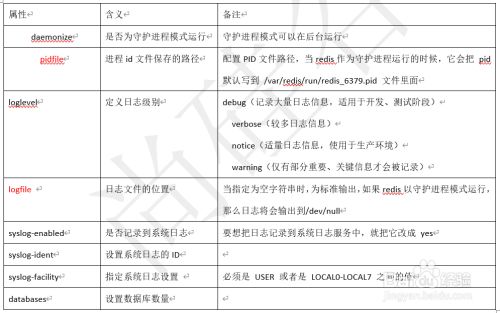 属性 含义 备注
daemonize 是否为守护进程模式运行 守护进程模式可以在后台运行
pidfile 进程 id 文件保存的路径 配置 PID 文件路径，当 redis 作为守护进程运行的时候，它会把 pid
默认写到 /var/redis/run/redis_6379.pid 文件里面
loglevel 定义日志级别 debug（记录大量日志信息，适用于开发、测试阶段）
verbose（较多日志信息）
notice（适量日志信息，使用于生产环境）
warning（仅有部分重要、关键信息才会被记录）
logfile 日志文件的位置 当指定为空字符串时，为标准输出，如果 redis 以守护进程模式运行，
那么日志将会输出到/dev/null
syslog-enabled 是否记录到系统日志 要想把日志记录到系统日志服务中，就把它改成 yes
syslog-ident 设置系统日志的 ID
syslog-facility 指定系统日志设置 必须是 USER 或者是 LOCAL0-LOCAL7 之间的值
databases 设置数据库数量
尚硅谷
Baidu经验
jingyan.baidu.com